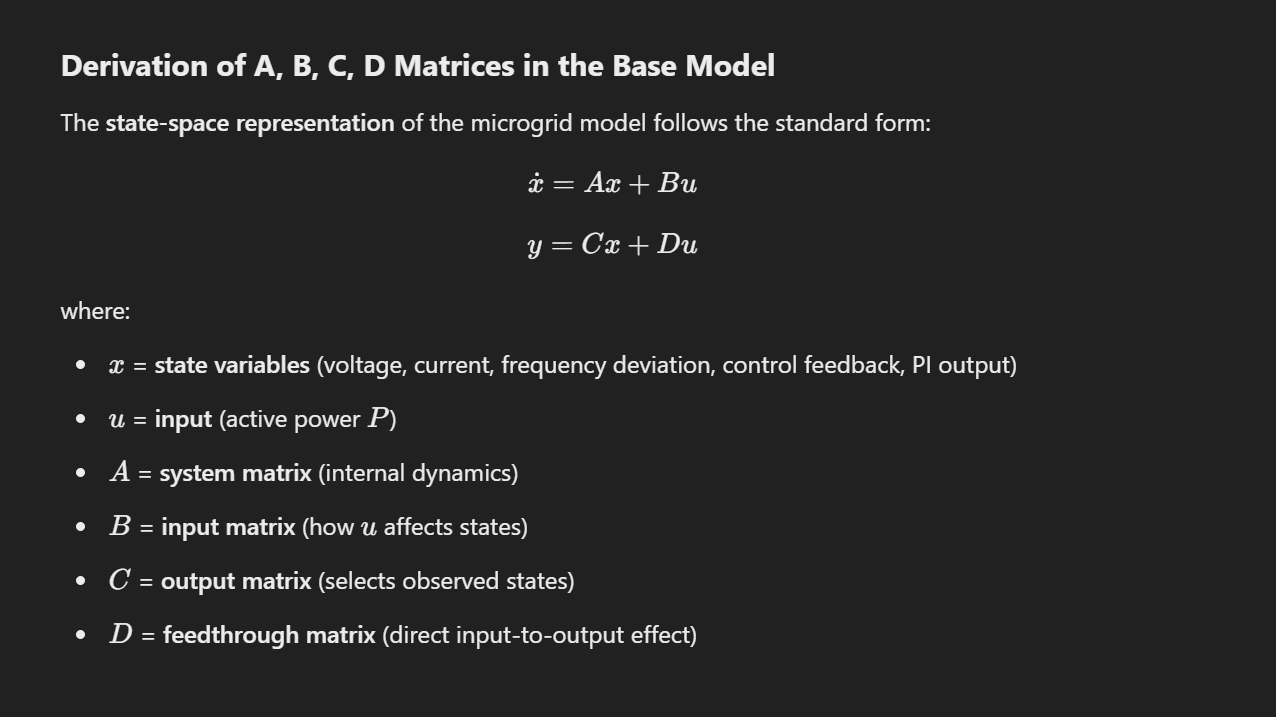 Derivation of A, B, C, D Matrices in the Base Model
The state-space representation of the microgrid model follows the standard form:
ẋ = Ax + Bu
y = Cx + Du
where:
• x = state variables (voltage, current, frequency deviation, control feedback, PI output)
• u = input (active power P)
• A = system matrix (internal dynamics)
• B = input matrix (how u affects states)
• C = output matrix (selects observed states)
• D = feedthrough matrix (direct input-to-output effect)